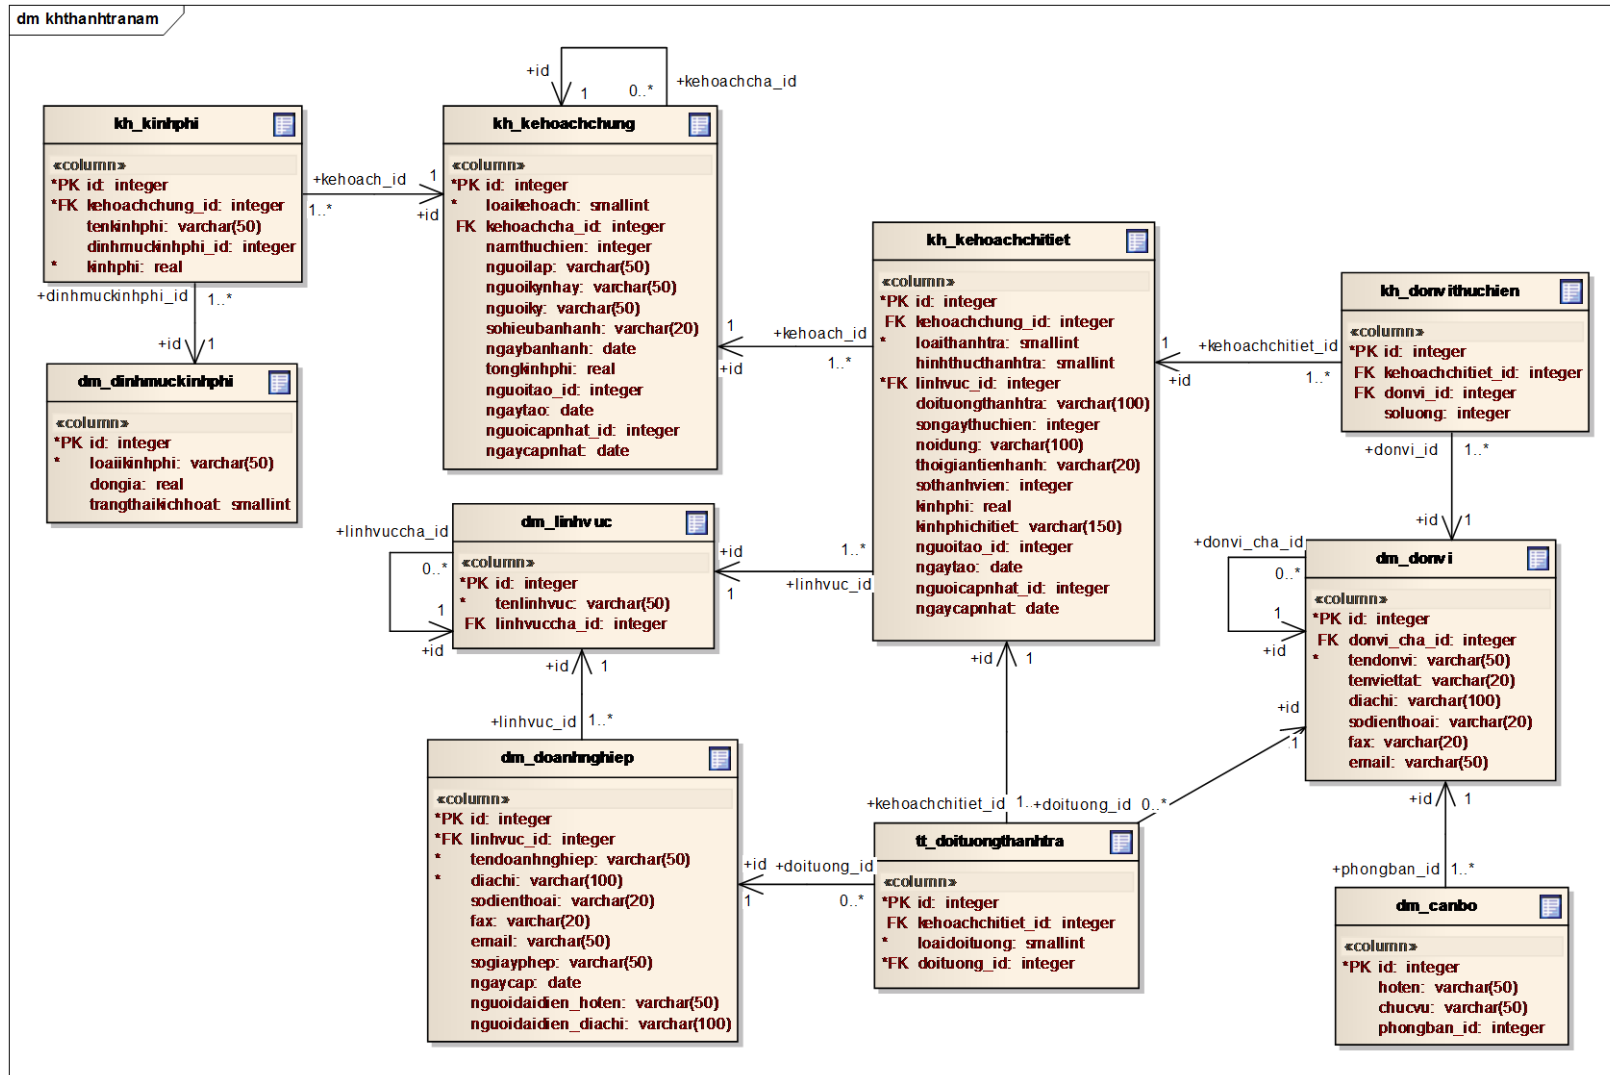 dm khthanhtranam
+id
1
0..*
+kehoachcha_id
kh_kinhphi
«column»
*PK id: integer
*FK kehoachchung_id: integer
tenkinhphi: varchar(50)
dinhmuckinhphi_id: integer
* kinhphi: real
+kehoach_id
1
1..*
+id
+dinhmuckinhphi_id
1..*
+id
1
dm_dinhmuckinhphi
«column»
*PK id: integer
* loaiikinhphi: varchar(50)
dongia: real
trangthaikichhoat: smallint
kh_kehoachchung
«column»
*PK id: integer
* loaikehoach: smallint
FK kehoachcha_id: integer
namthuchien: integer
nguoilap: varchar(50)
nguoikynhay: varchar(50)
nguoiky: varchar(50)
sohieubanhanh: varchar(20)
ngaybanhanh: date
tongkinhphi: real
nguoitao_id: integer
ngaytao: date
nguoicapnhat_id: integer
ngaycapnhat: date
1
+kehoach_id
+id
1..*
kh_kehoachchitiet
«column»
*PK id: integer
FK kehoachchung_id: integer
* loaithanhtra: smallint
hinhthucthanhtra: smallint
*FK linhvuc_id: integer
doituongthanhtra: varchar(100)
songaythuchien: integer
noidung: varchar(100)
thoigiantienhanh: varchar(20)
sothanhvien: integer
kinhphi: real
kinhphichitiet: varchar(150)
nguoitao_id: integer
ngaytao: date
nguoicapnhat_id: integer
ngaycapnhat: date
1
+kehoachchitiet_id
+id
1..*
kh_donvithuchien
«column»
*PK id: integer
FK kehoachchitiet_id: integer
FK donvi_id: integer
soluong: integer
+donvi_id
1..*
+id
1
+linhvuccha_id
0..*
1
+id
dm_linhvuc
«column»
*PK id: integer
* tenlinhvuc: varchar(50)
FK linhvuccha_id: integer
+id
1..*
1
+linhvuc_id
+donvi_cha_id
0..*
1
+id
dm_donvi
«column»
*PK id: integer
FK donvi_cha_id: integer
* tendonvi: varchar(50)
tenviettat: varchar(20)
diachi: varchar(100)
sodienthoai: varchar(20)
fax: varchar(20)
email: varchar(50)
+id
1
+linhvuc_id
1..*
dm_doanhnghiep
«column»
*PK id: integer
*FK linhvuc_id: integer
* tendoanhnghiep: varchar(50)
* diachi: varchar(100)
sodienthoai: varchar(20)
fax: varchar(20)
email: varchar(50)
sogiayphep: varchar(50)
ngaycap: date
nguoidaidien_hoten: varchar(50)
nguoidaidien_diachi: varchar(100)
+id
1
+kehoachchitiet_id
1..
+doituong_id
0..*
+id
1
+id
+doituong_id
1
0..*
tt_doituongthanhtra
«column»
*PK id: integer
FK kehoachchitiet_id: integer
* loaidoituong: smallint
*FK doituong_id: integer
+id
1
+phongban_id
1..*
dm_canbo
«column»
*PK id: integer
hoten: varchar(50)
chucvu: varchar(50)
phongban_id: integer